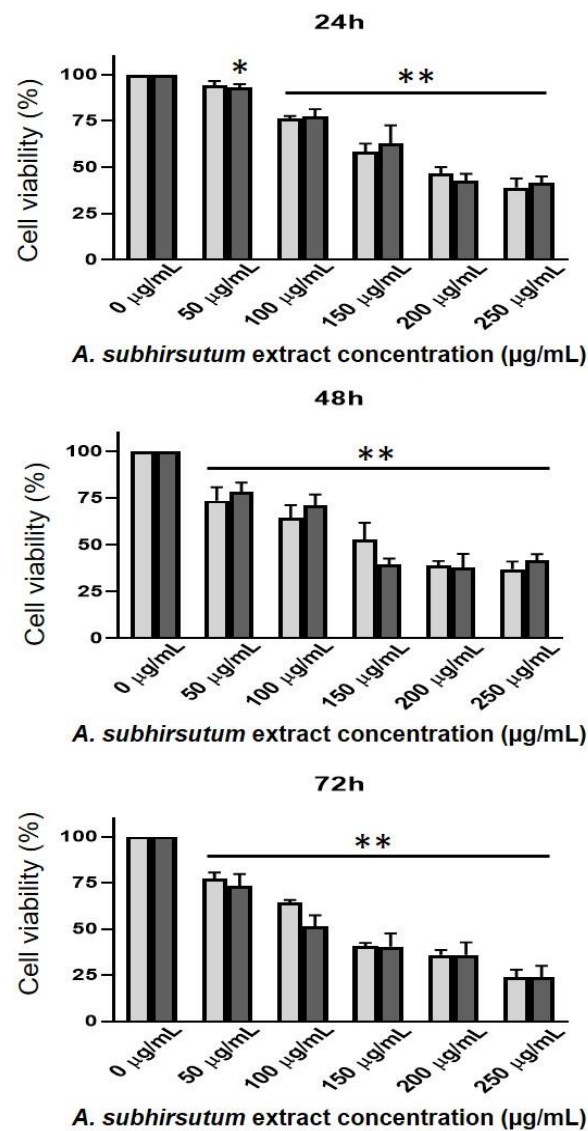 24h
Cell viability (%)
100
75
50
25
0
*
**
0 μg/mL
50 μg/mL
100 μg/mL
150 μg/mL
200 μg/mL
250 μg/mL
A. subhirsutum extract concentration (μg/mL)
48h
Cell viability (%)
100
75
50
25
0
**
0 μg/mL
50 μg/mL
100 μg/mL
150 μg/mL
200 μg/mL
250 μg/mL
A. subhirsutum extract concentration (μg/mL)
72h
Cell viability (%)
100
75
50
25
0
**
0 μg/mL
50 μg/mL
100 μg/mL
150 μg/mL
200 μg/mL
250 μg/mL
A. subhirsutum extract concentration (μg/mL)